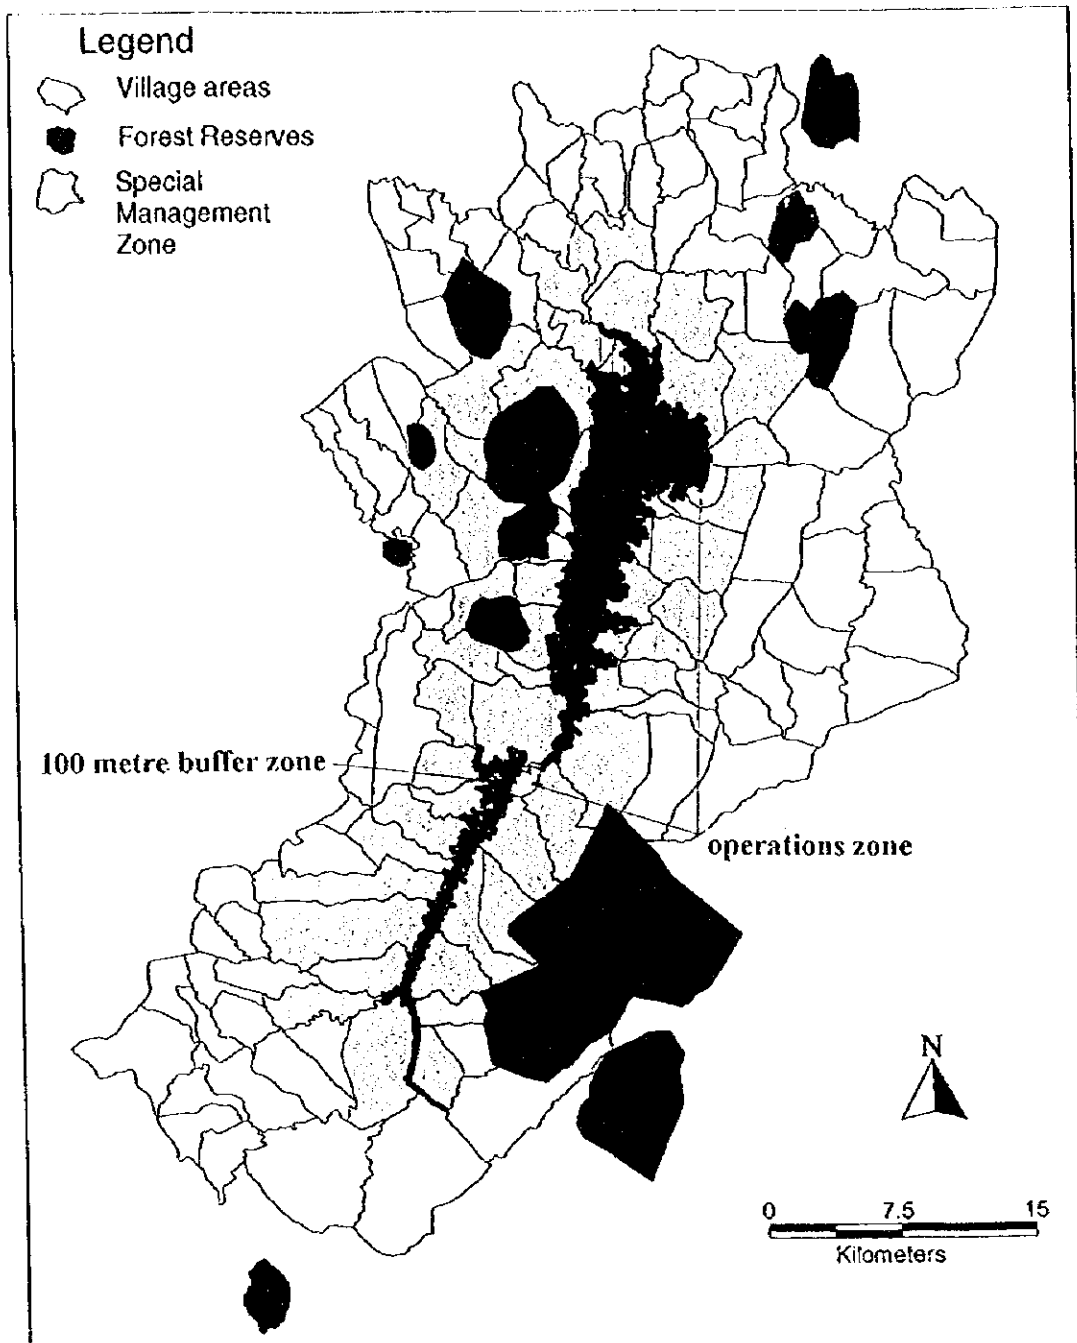 Legend
Village areas
Forest Reserves
Special
Management
Zone
100 metre buffer zone
operations zone
N
0 7.5 15
Kilometers